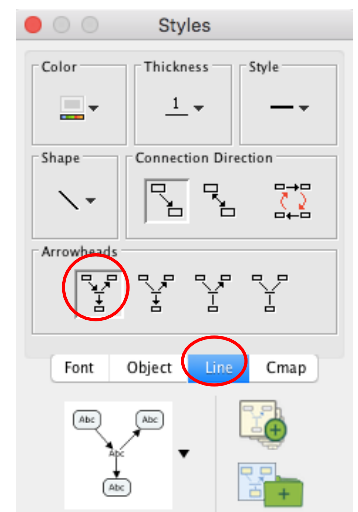 Styles
Color Thickness Style
1
Shape Connection Direction
Arrowheads
Font Object Line Cmap
Abc Abc
Abc
Abc